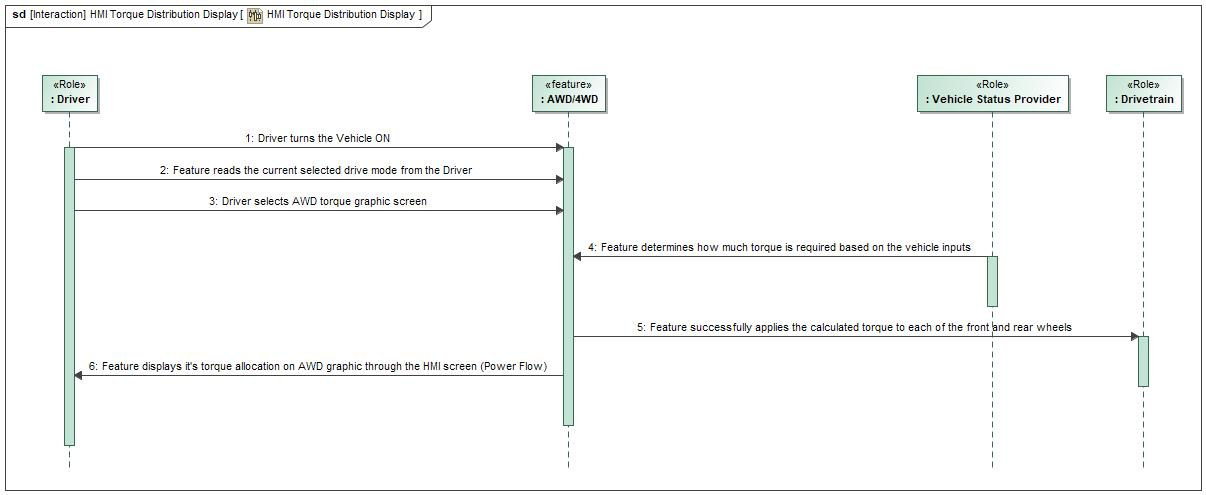 sd [Interaction] HMI Torque Distribution Display [ HMI Torque Distribution Display ]
«Role»
: Driver
«feature»
: AWD/4WD
«Role»
: Vehicle Status Provider
«Role»
: Drivetrain
1: Driver turns the Vehicle ON
2: Feature reads the current selected drive mode from the Driver
3: Driver selects AWD torque graphic screen
4: Feature determines how much torque is required based on the vehicle inputs
5: Feature successfully applies the calculated torque to each of the front and rear wheels
6: Feature displays it's torque allocation on AWD graphic through the HMI screen (Power Flow)